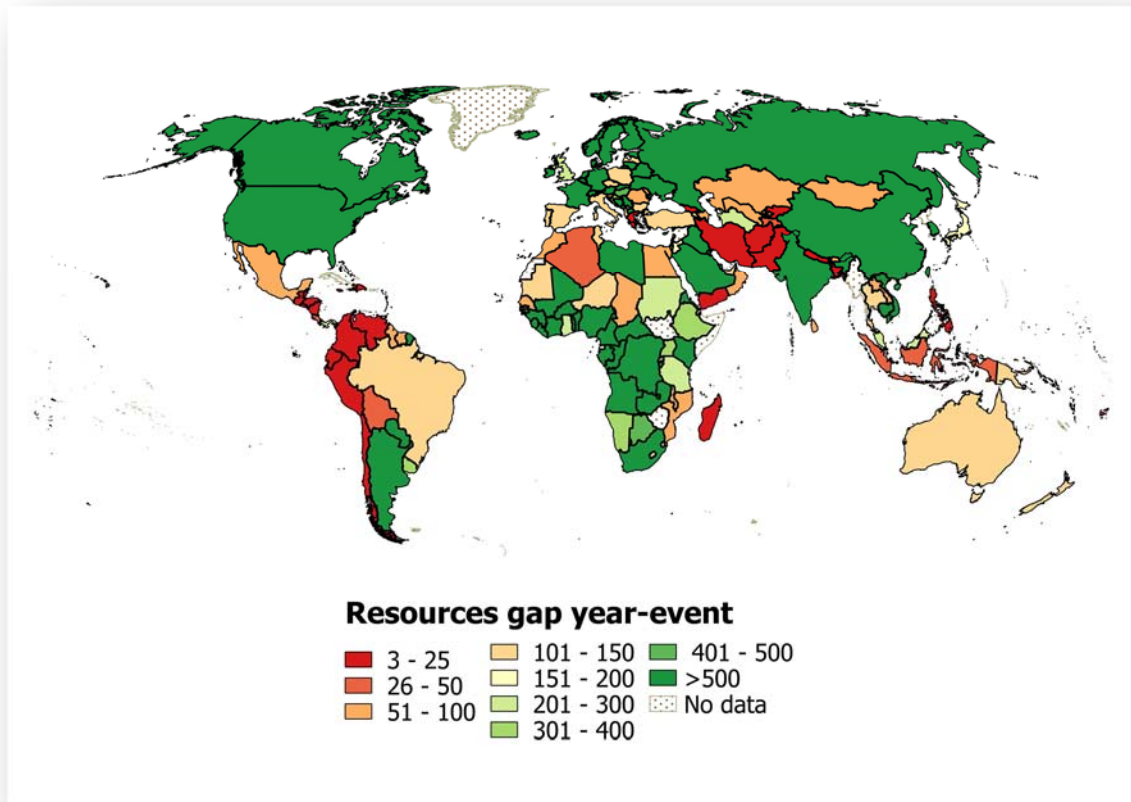 Resources gap year-event
3 - 25
26 - 50
51 - 100
101 - 150
151 - 200
201 - 300
301 - 400
401 - 500
>500
No data